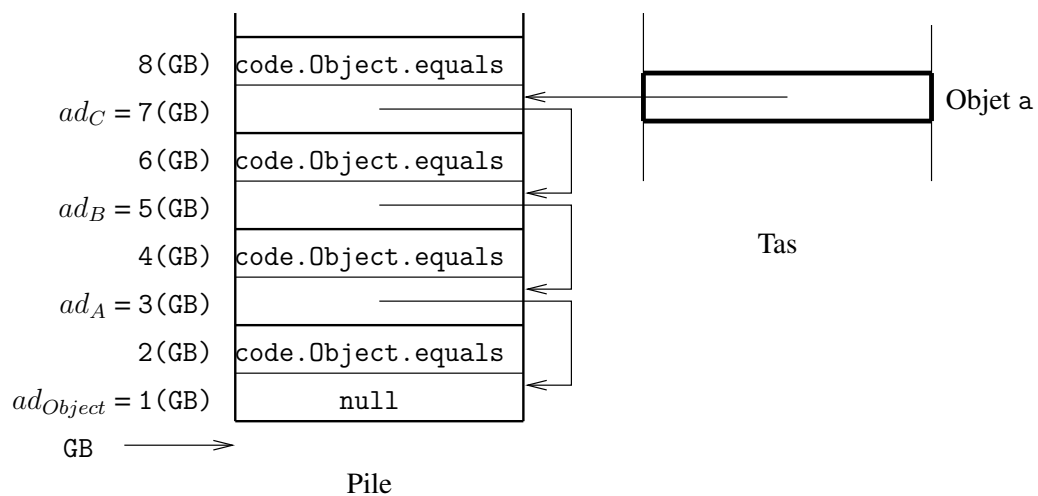 8(GB) code.Object.equals
ad_C = 7(GB)
Objet a
6(GB) code.Object.equals
ad_B = 5(GB)
Tas
4(GB) code.Object.equals
ad_A = 3(GB)
2(GB) code.Object.equals
ad_Object = 1(GB) null
GB
Pile